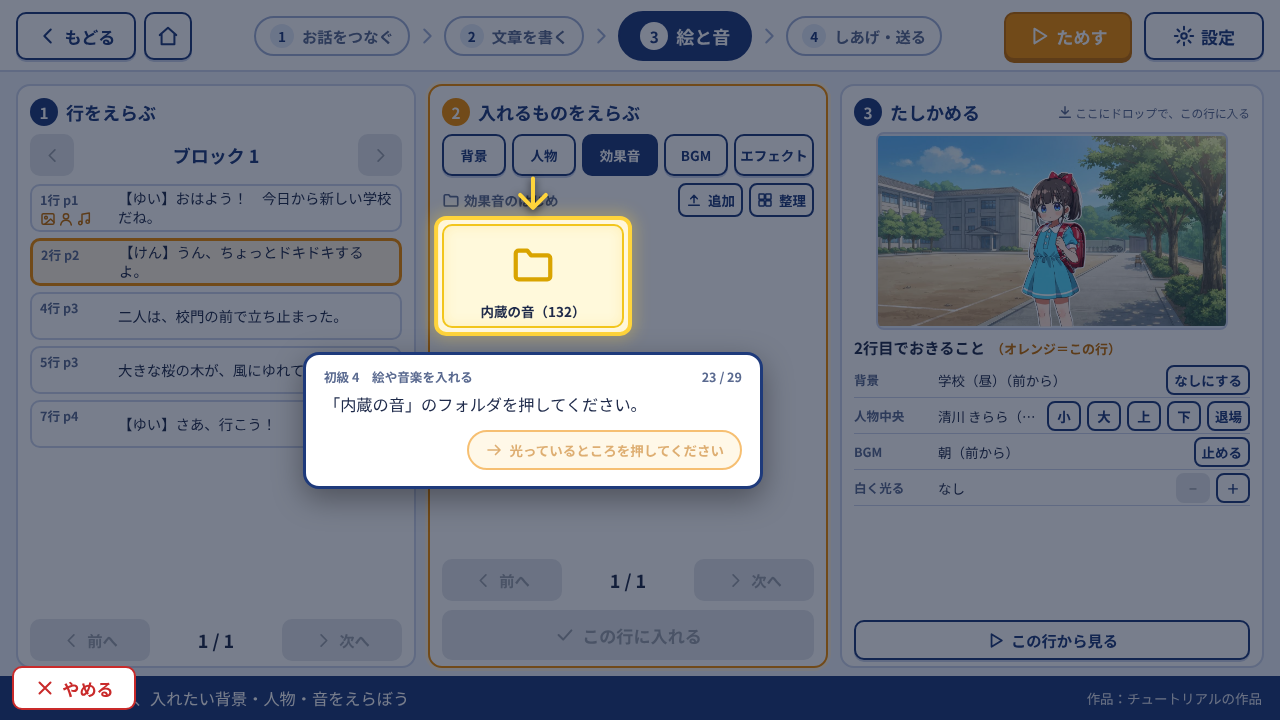 もどる
1 お話をつなぐ
2 文章を書く
3 絵と音
4 しあげ・送る
ためす
設定
1 行をえらぶ
ブロック 1
1行 p1
【ゆい】おはよう！　今日から新しい学校
だね。
2行 p2
【けん】うん、ちょっとドキドキする
よ。
4行 p3
二人は、校門の前で立ち止まった。
5行 p3
大きな桜の木が、風にゆれて
7行 p4
【ゆい】さあ、行こう！
前へ
1 / 1
次へ
2 入れるものをえらぶ
背景
人物
効果音
BGM
エフェクト
効果音の
め
追加
整理
内蔵の音（132）
初級 4　絵や音楽を入れる
23 / 29
「内蔵の音」のフォルダを押してください。
光っているところを押してください
前へ
1 / 1
次へ
この行に入れる
3 たしかめる
ここにドロップで、この行に入る
2行目でおきること （オレンジ＝この行）
背景
学校（昼）（前から）
なしにする
人物中央
清川 きらら（…
小
大
上
下
退場
BGM
朝（前から）
止める
白く光る
なし
−
＋
この行から見る
やめる
、入れたい背景・人物・音をえらぼう
作品：チュートリアルの作品